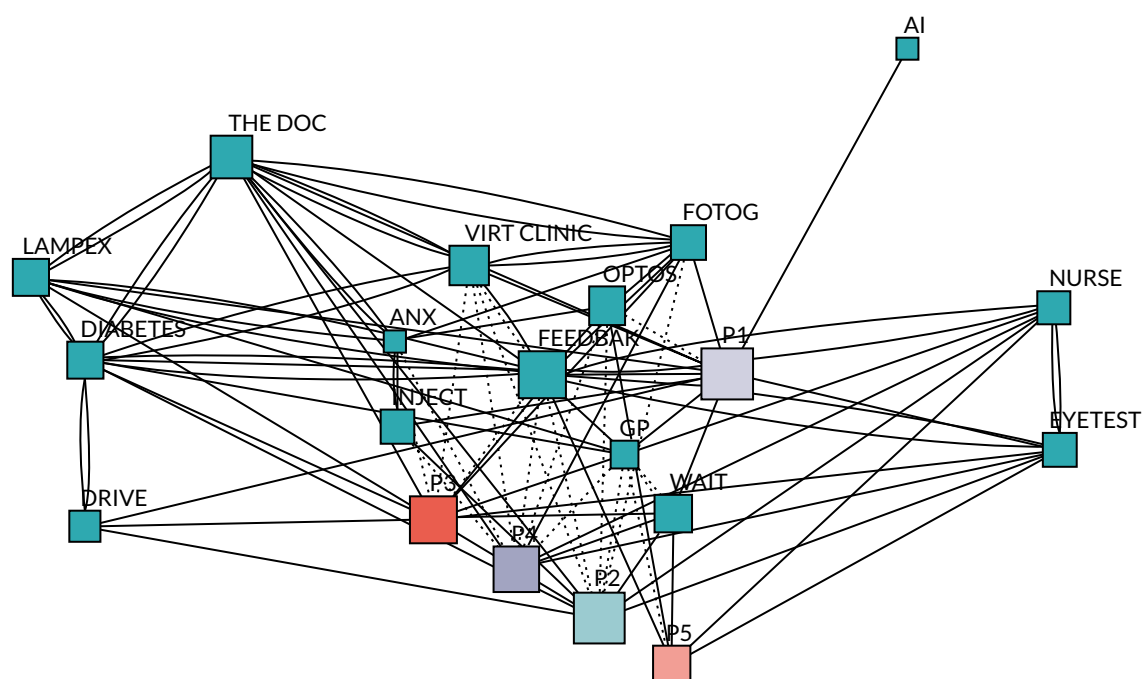 AI
THE DOC
FOTOG
VIRT CLINIC
LAMPEX
OPTOS
NURSE
ANX
DIABETES
FEEDBAK
P1
INJECT
GP
EYETEST
P3
WAIT
DRIVE
P4
P2
P5